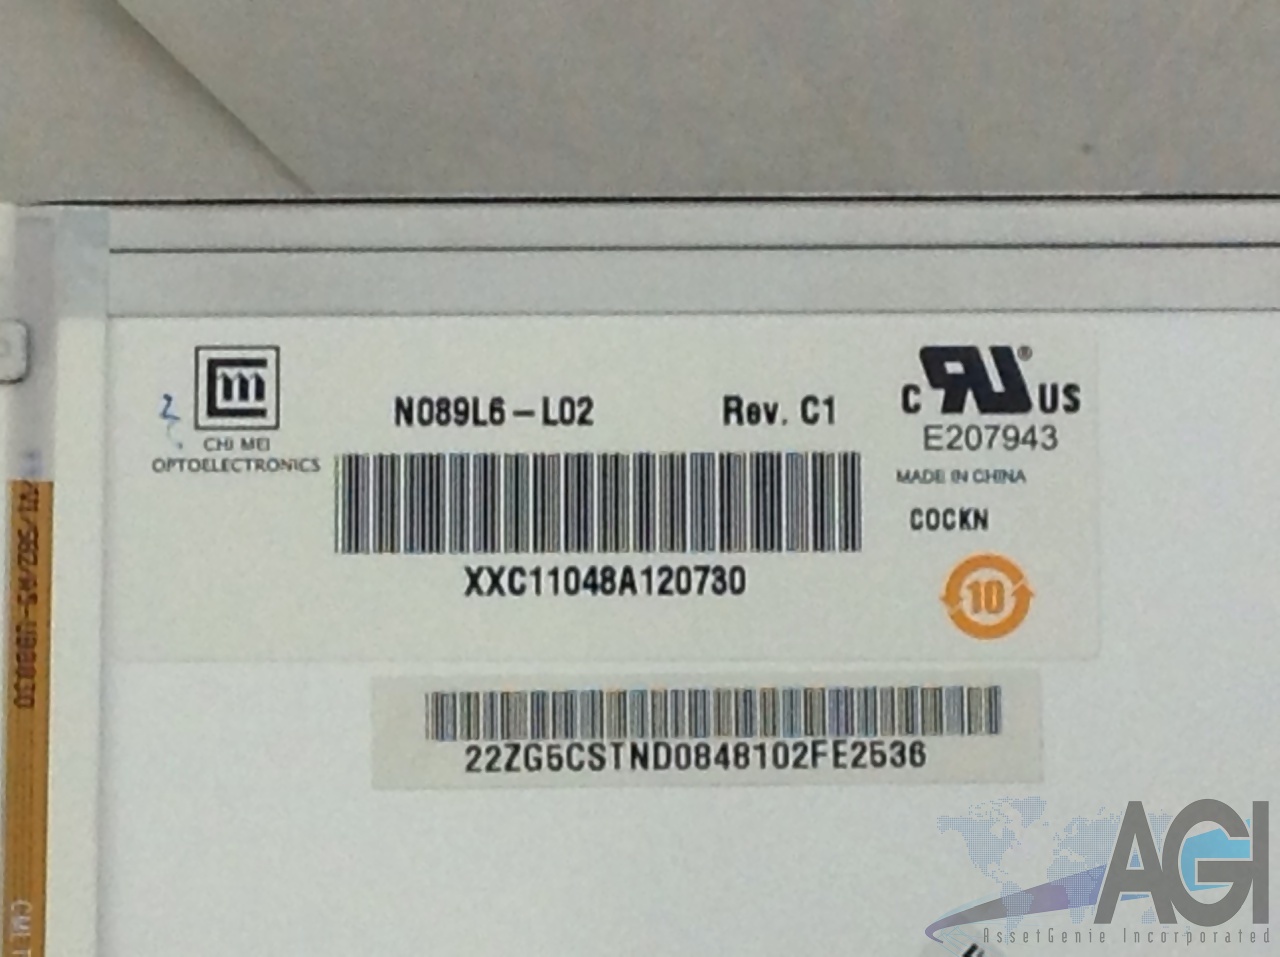 N089L6-L02 Rev. C1
CHI MEI
OPTOELECTRONICS
2
C US
E207943
MADE IN CHINA
COCKN
XXC11048A120730
10
22ZG5CSTND0848102FE2536
AGI
AssetGenie Incorporated